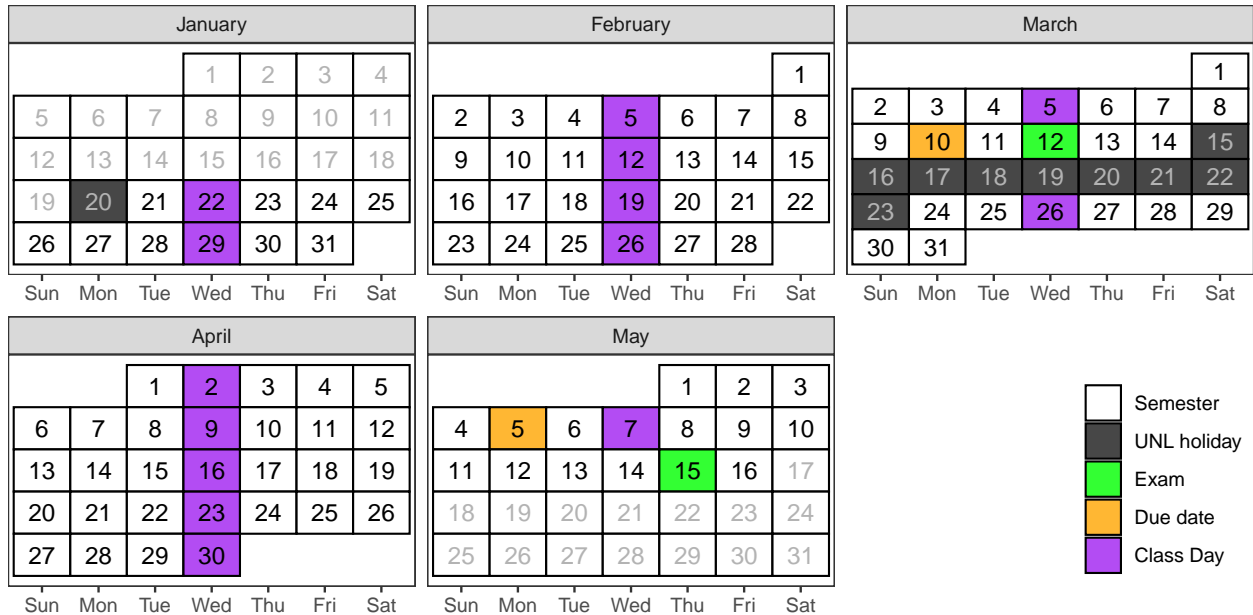 January
1 2 3 4
5 6 7 8 9 10 11
12 13 14 15 16 17 18
19 20 21 22 23 24 25
26 27 28 29 30 31
Sun Mon Tue Wed Thu Fri Sat
February
1
2 3 4 5 6 7 8
9 10 11 12 13 14 15
16 17 18 19 20 21 22
23 24 25 26 27 28
Sun Mon Tue Wed Thu Fri Sat
March
1
2 3 4 5 6 7 8
9 10 11 12 13 14 15
16 17 18 19 20 21 22
23 24 25 26 27 28 29
30 31
Sun Mon Tue Wed Thu Fri Sat
April
1 2 3 4 5
6 7 8 9 10 11 12
13 14 15 16 17 18 19
20 21 22 23 24 25 26
27 28 29 30
Sun Mon Tue Wed Thu Fri Sat
May
1 2 3
4 5 6 7 8 9 10
11 12 13 14 15 16 17
18 19 20 21 22 23 24
25 26 27 28 29 30 31
Sun Mon Tue Wed Thu Fri Sat
Semester
UNL holiday
Exam
Due date
Class Day